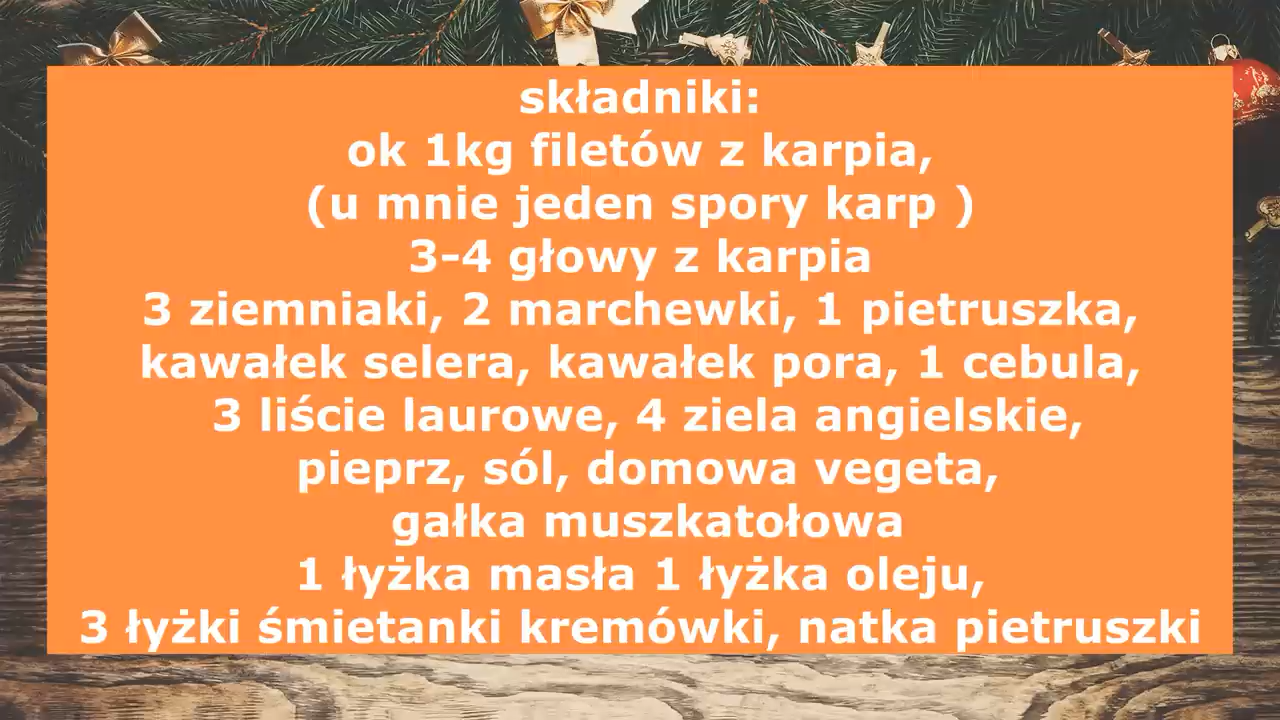 składniki:
ok 1kg filetów z karpia,
(u mnie jeden spory karp )
3-4 głowy z karpia
3 ziemniaki, 2 marchewki, 1 pietruszka,
kawałek selera, kawałek pora, 1 cebula,
3 liście laurowe, 4 ziela angielskie,
pieprz, sól, domowa vegeta,
gałka muszkatołowa
1 łyżka masła 1 łyżka oleju,
3 łyżki śmietanki kremówki, natka pietruszki